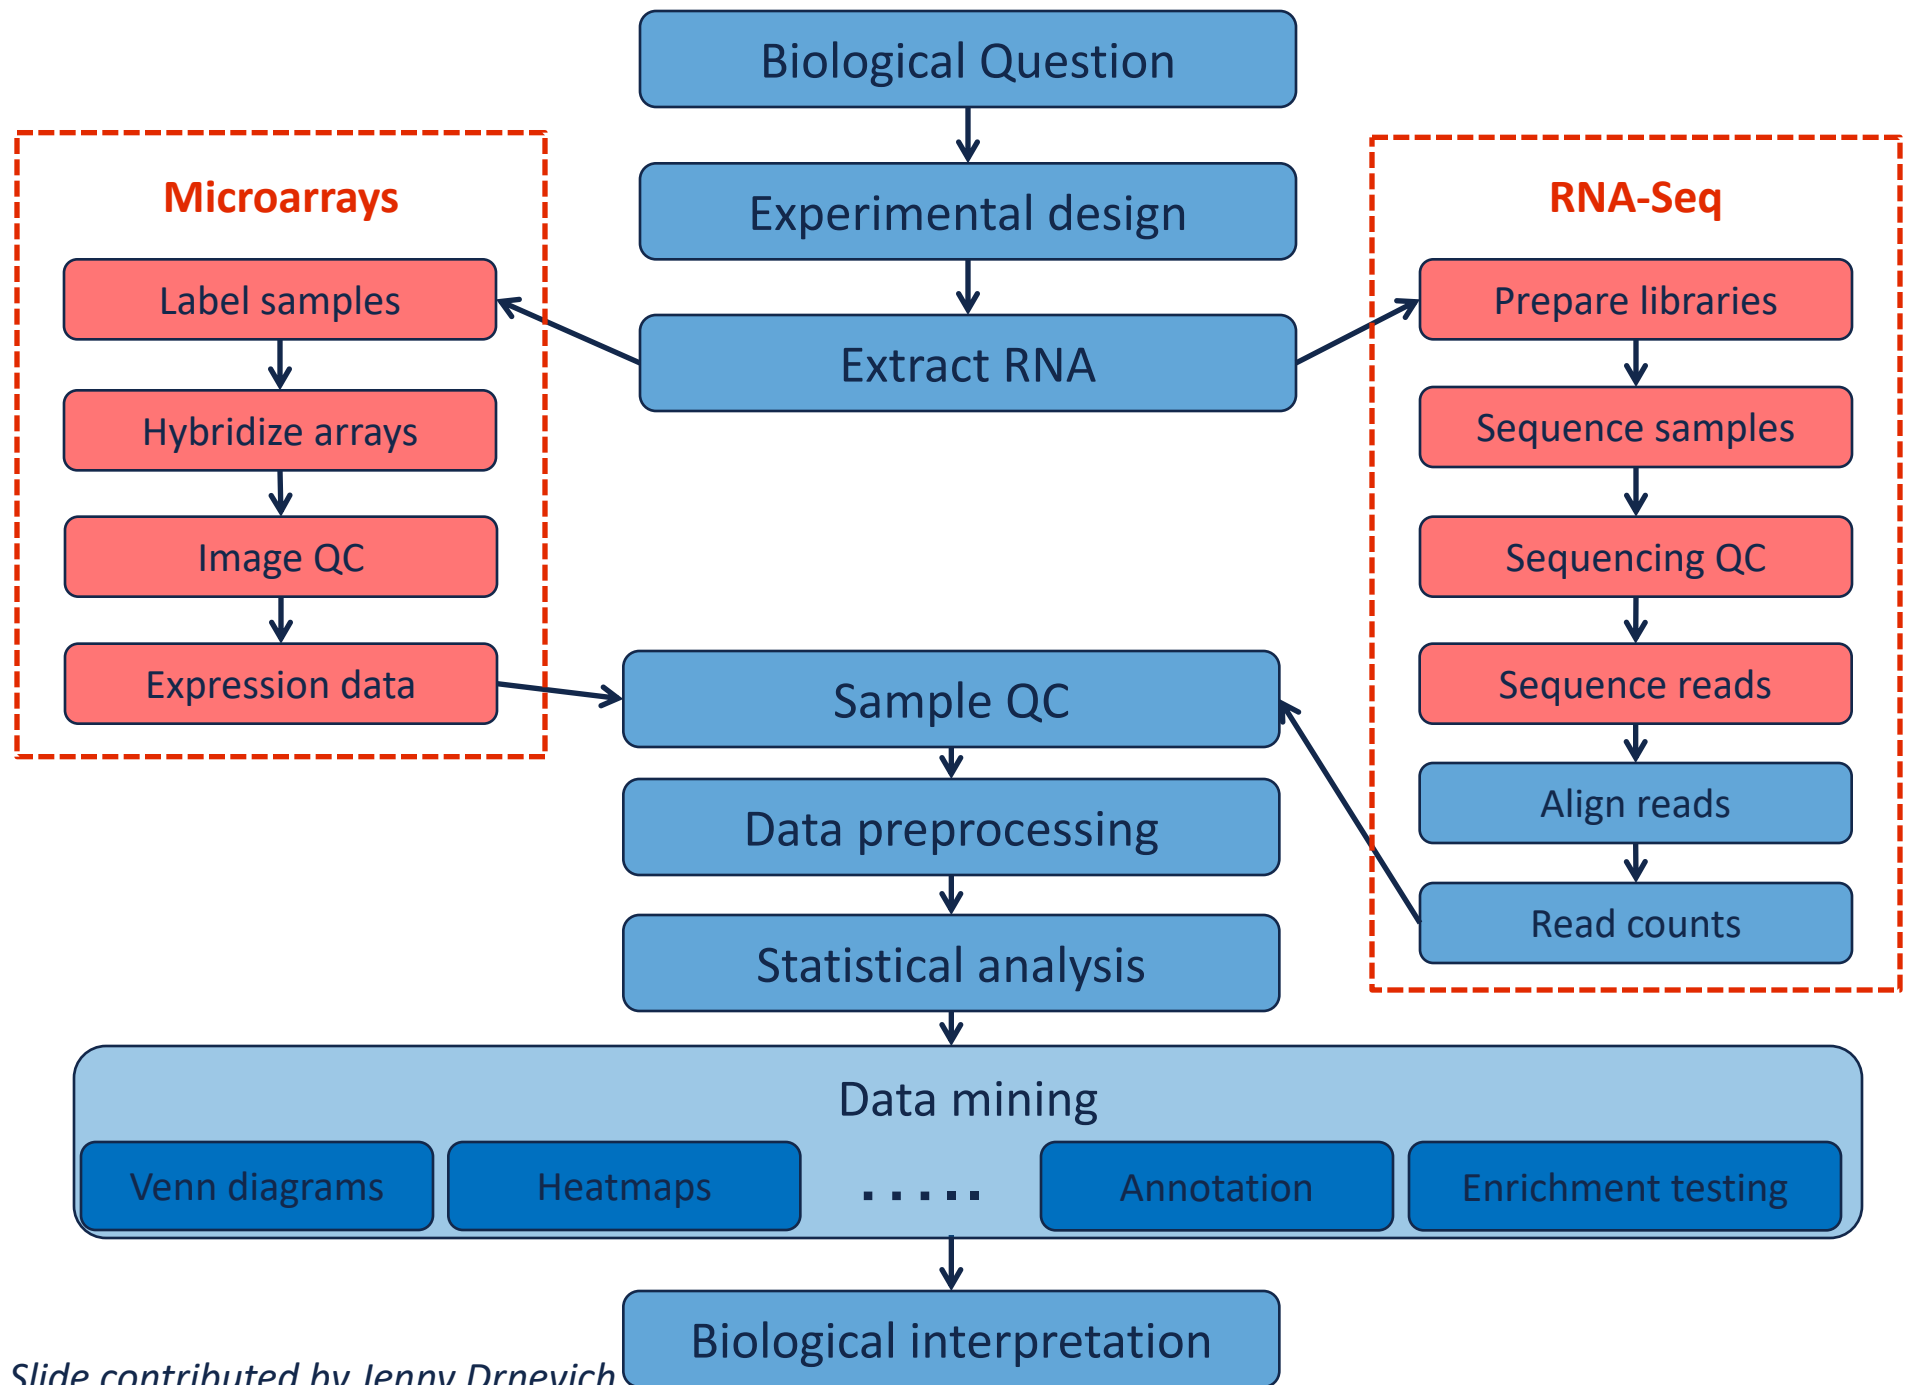 Biological Question
Experimental design
Extract RNA
Microarrays
Label samples
Hybridize arrays
Image QC
Expression data
RNA-Seq
Prepare libraries
Sequence samples
Sequencing QC
Sequence reads
Align reads
Read counts
Sample QC
Data preprocessing
Statistical analysis
Data mining
Venn diagrams
Heatmaps
.....
Annotation
Enrichment testing
Biological interpretation
Slide contributed by Jenny Drnevich